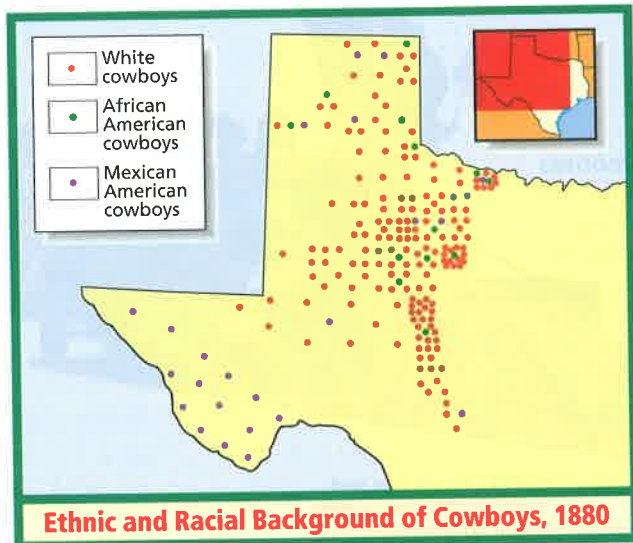 White
cowboys
African
American
cowboys
Mexican
American
cowboys
Ethnic and Racial Background of Cowboys, 1880